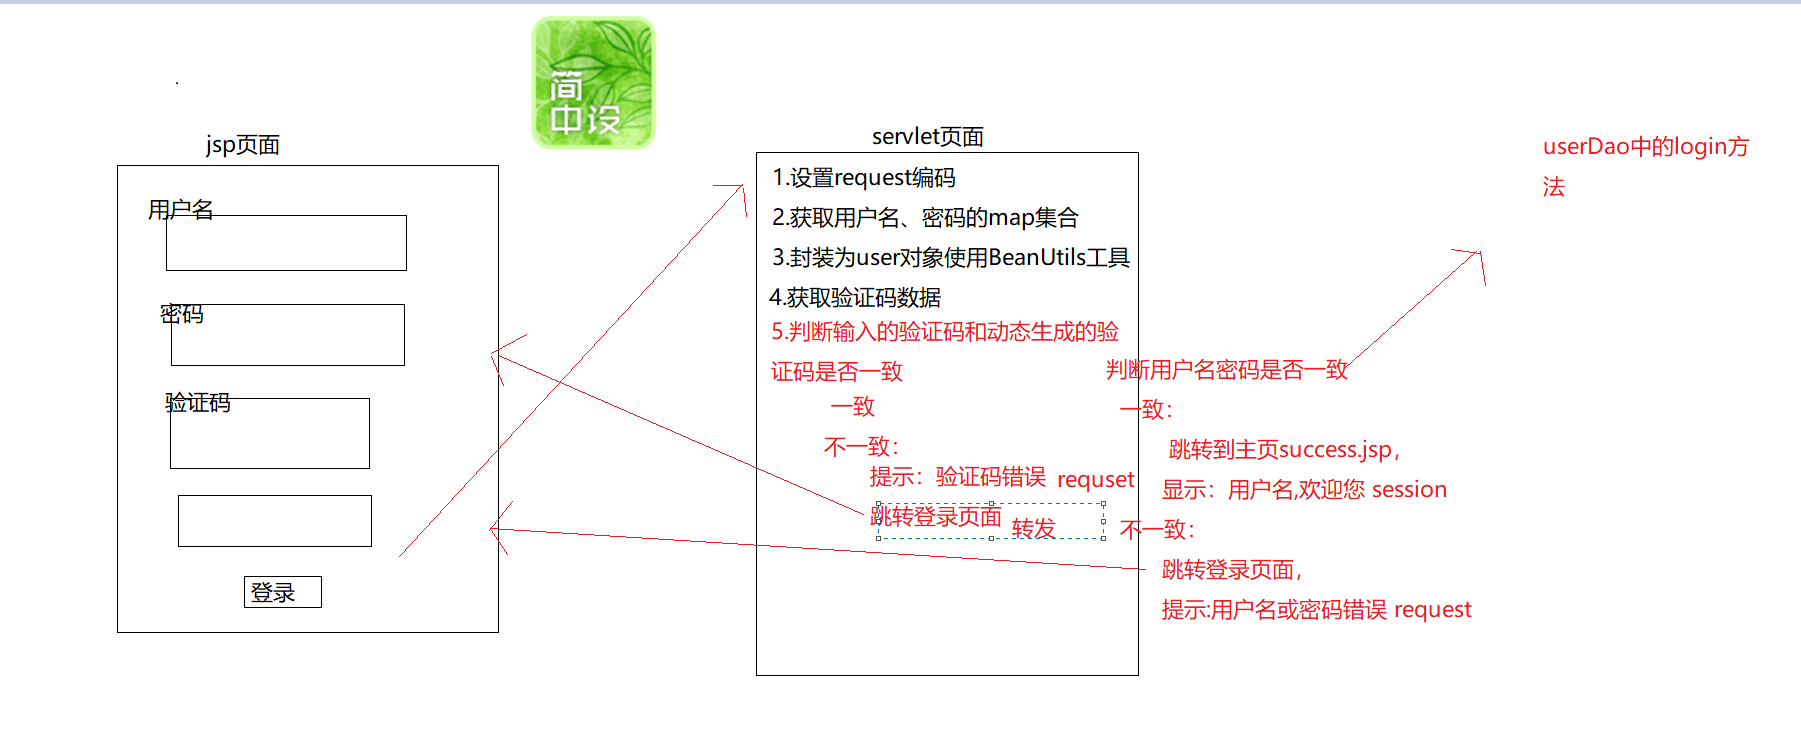 简
中设
jsp页面
用户名
密码
验证码
登录
servlet页面
1.设置request编码
2.获取用户名、密码的map集合
3.封装为user对象使用BeanUtils工具
4.获取验证码数据
5.判断输入的验证码和动态生成的验
证码是否一致
一致
不一致：
提示：验证码错误 requset
跳转登录页面 转发
判断用户名密码是否一致
一致：
跳转到主页success.jsp，
显示：用户名,欢迎您 session
不一致：
跳转登录页面，
提示:用户名或密码错误 request
userDao中的login方
法